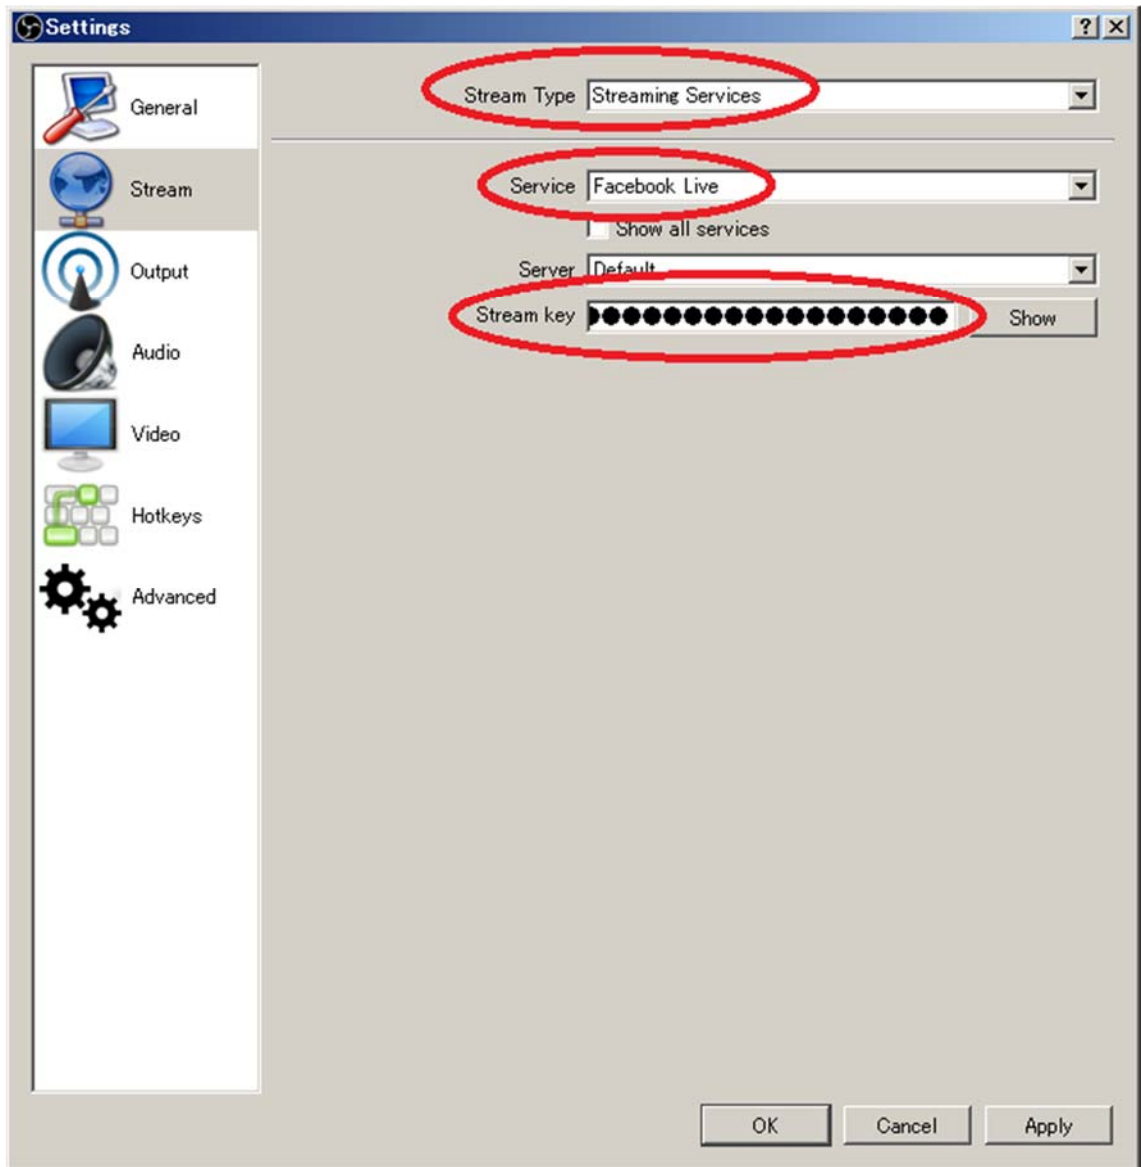 Settings
General
Stream
Output
Audio
Video
Hotkeys
Advanced
Stream Type Streaming Services
Service Facebook Live
Show all services
Server Default
Stream key ●●●●●●●●●●●●●●●●●● Show
OK Cancel Apply